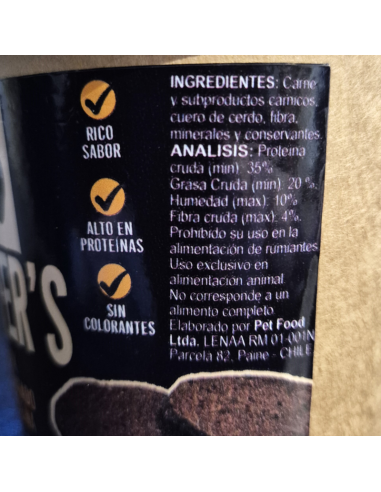 RICO
SABOR
ALTO EN
PROTEÍNAS
SIN
COLORANTES
ER'S
INGREDIENTES: Carne
y subproductos cárnicos,
cuero de cerdo, fibra,
minerales y conservantes.
ANALISIS: Proteína
cruda (min). 35%
Grasa Cruda (min). 20 %.
Humedad (max): 10%
Fibra cruda (max): 4%.
Prohibido su uso en la
alimentación de rumiantes.
Uso exclusivo en
alimentación animal.
No corresponde a un
alimento completo
Elaborado por Pet Food
Ltda. LENAA RM 01-001N
Parcela 82, Paine - CHILE